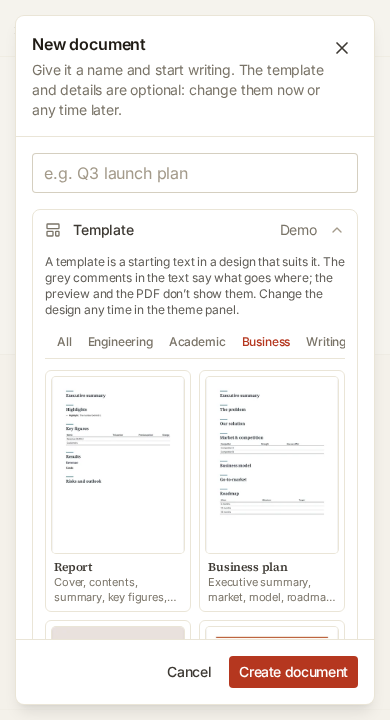 New document
Give it a name and start writing. The template
and details are optional: change them now or
any time later.
e.g. Q3 launch plan
Template
Demo
A template is a starting text in a design that suits it. The
grey comments in the text say what goes where; the
preview and the PDF don't show them. Change the
design any time in the theme panel.
All Engineering Academic Business Writing
Executive summary
Highlights
Key figures
Results
Risks and outlook
Executive summary
The problem
Our solution
Market & competition
Business model
Go-to-market
Roadmap
Report
Cover, contents,
summary, key figures,…
Business plan
Executive summary,
market, model, roadma…
Cancel
Create document